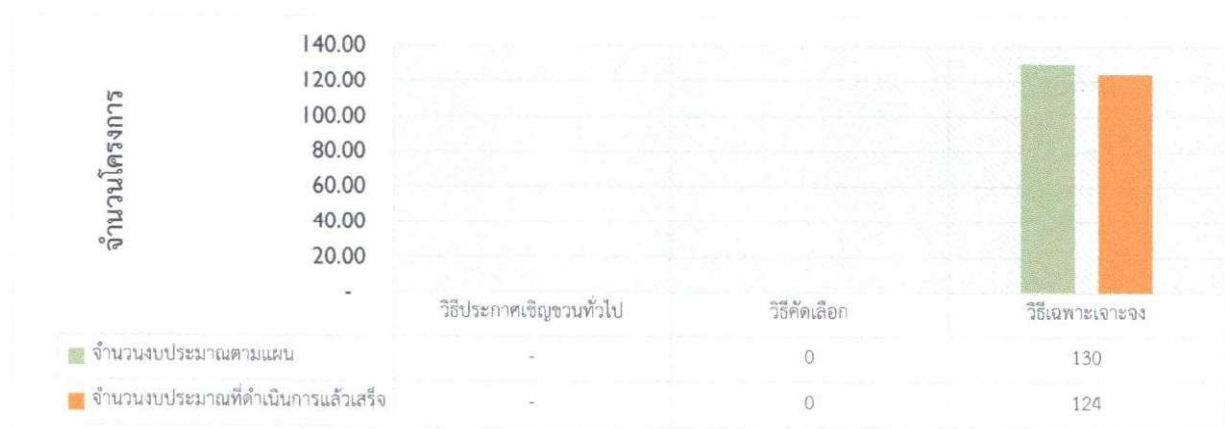 จำนวนโครงการ
140.00
120.00
100.00
80.00
60.00
40.00
20.00
-
วิธีประกาศเชิญชวนทั่วไป วิธีคัดเลือก วิธีเฉพาะเจาะจง
จำนวนงบประมาณตามแผน - 0 130
จำนวนงบประมาณที่ดำเนินการแล้วเสร็จ - 0 124